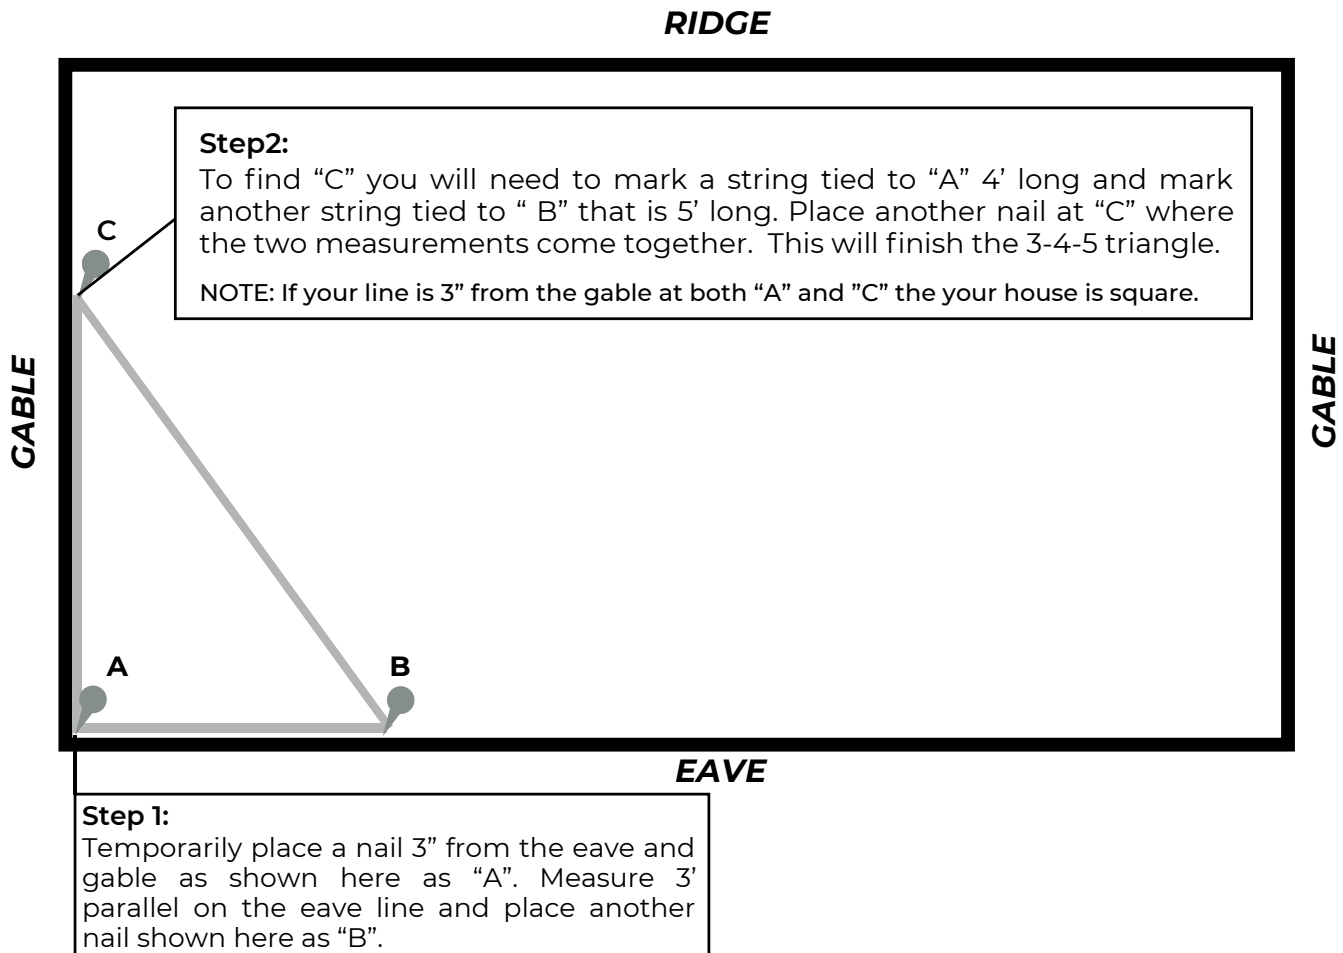 RIDGE
Step2:
To find “C” you will need to mark a string tied to “A” 4’ long and mark
another string tied to “ B” that is 5’ long. Place another nail at “C” where
the two measurements come together.  This will finish the 3-4-5 triangle.
NOTE: If your line is 3” from the gable at both “A” and ”C” the your house is square.
C
GABLE
GABLE
A
B
EAVE
Step 1:
Temporarily place a nail 3” from the eave and
gable as shown here as “A”. Measure 3’
parallel on the eave line and place another
nail shown here as “B”.